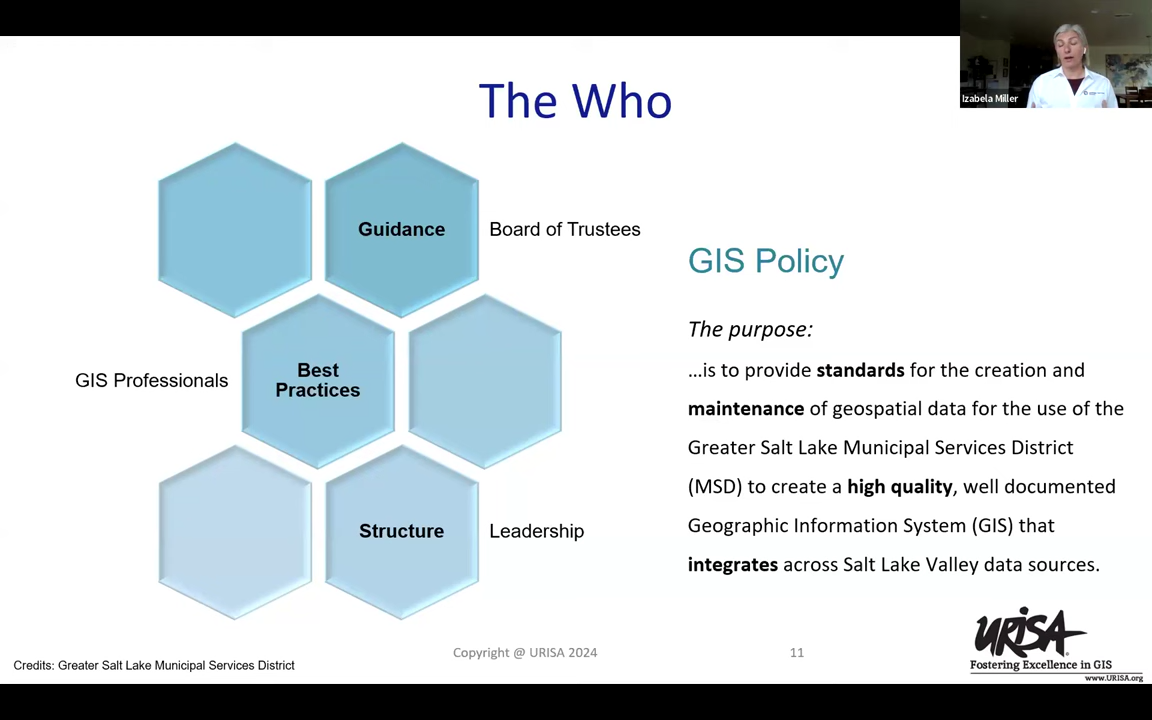 Izabela Miller
The Who
Guidance
Board of Trustees
GIS Professionals
Best
Practices
Structure
Leadership
GIS Policy
The purpose:
…is to provide standards for the creation and
maintenance of geospatial data for the use of the
Greater Salt Lake Municipal Services District
(MSD) to create a high quality, well documented
Geographic Information System (GIS) that
integrates across Salt Lake Valley data sources.
Credits: Greater Salt Lake Municipal Services District
Copyright @ URISA 2024
11
URISA
Fostering Excellence in GIS
www.URISA.org